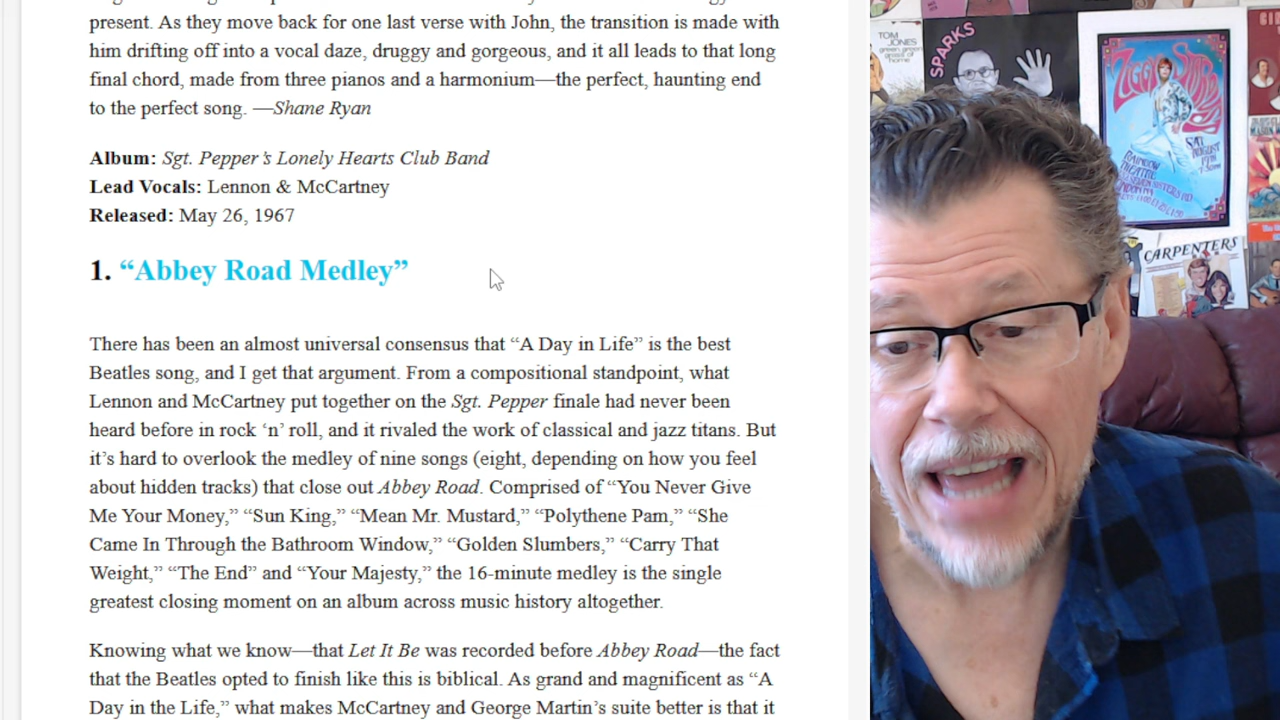 present. As they move back for one last verse with John, the transition is made with
him drifting off into a vocal daze, druggy and gorgeous, and it all leads to that long
final chord, made from three pianos and a harmonium—the perfect, haunting end
to the perfect song. —Shane Ryan
Album: Sgt. Pepper's Lonely Hearts Club Band
Lead Vocals: Lennon & McCartney
Released: May 26, 1967
1. “Abbey Road Medley”
There has been an almost universal consensus that “A Day in Life” is the best
Beatles song, and I get that argument. From a compositional standpoint, what
Lennon and McCartney put together on the Sgt. Pepper finale had never been
heard before in rock ‘n’ roll, and it rivaled the work of classical and jazz titans. But
it’s hard to overlook the medley of nine songs (eight, depending on how you feel
about hidden tracks) that close out Abbey Road. Comprised of “You Never Give
Me Your Money,” “Sun King,” “Mean Mr. Mustard,” “Polythene Pam,” “She
Came In Through the Bathroom Window,” “Golden Slumbers,” “Carry That
Weight,” “The End” and “Your Majesty,” the 16-minute medley is the single
greatest closing moment on an album across music history altogether.
Knowing what we know—that Let It Be was recorded before Abbey Road—the fact
that the Beatles opted to finish like this is biblical. As grand and magnificent as “A
Day in the Life,” what makes McCartney and George Martin’s suite better is that it
TOM
JONES
green, green
grass of
home
SPARKS
SAT
AUGUST
RAINBOW
THEATRE
CARPENTERS